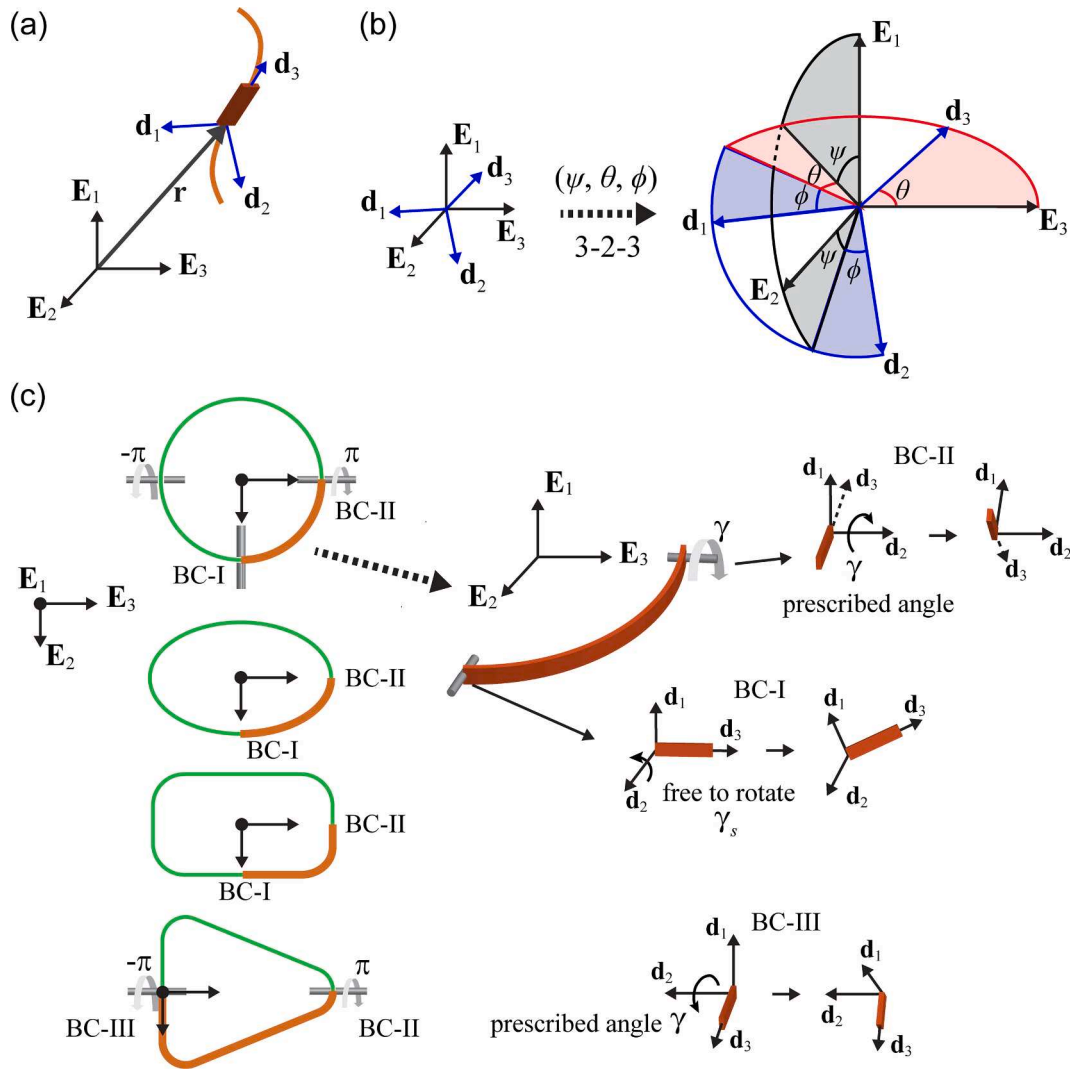 (a)
d₃
d₁
r
d₂
E₁
E₃
E₂
(b)
E₁
d₃
d₁
E₃
E₂
d₂
(ψ, θ, ϕ)
3-2-3
E₁
d₃
ψ
θ
θ
ϕ
d₁
E₃
ψ
ϕ
E₂
d₂
(c)
-π
π
BC-II
BC-I
E₁
E₃
E₂
BC-II
BC-I
BC-II
BC-I
-π
π
BC-III
BC-II
E₁
E₃
E₂
γ
BC-II
d₁
d₃
d₂
γ
d₂
d₃
prescribed angle
BC-I
d₁
d₃
d₂
free to rotate
γₛ
d₁
d₃
d₂
BC-III
d₁
d₂
prescribed angle γ
d₃
d₁
d₂
d₃
d₁